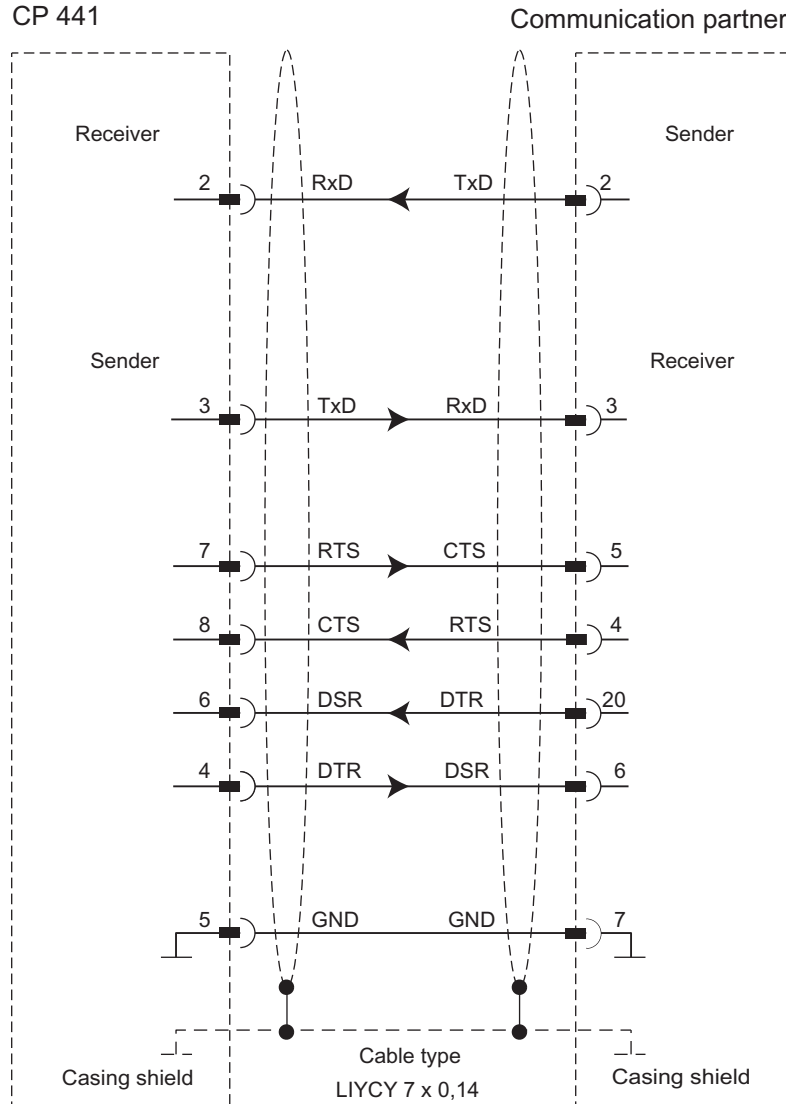 CP 441 Communication partner
Receiver Sender
2 RxD TxD 2
Sender Receiver
3 TxD RxD 3
7 RTS CTS 5
8 CTS RTS 4
6 DSR DTR 20
4 DTR DSR 6
5 GND GND 7
Cable type
Casing shield Casing shield
LIYCY 7 x 0,14